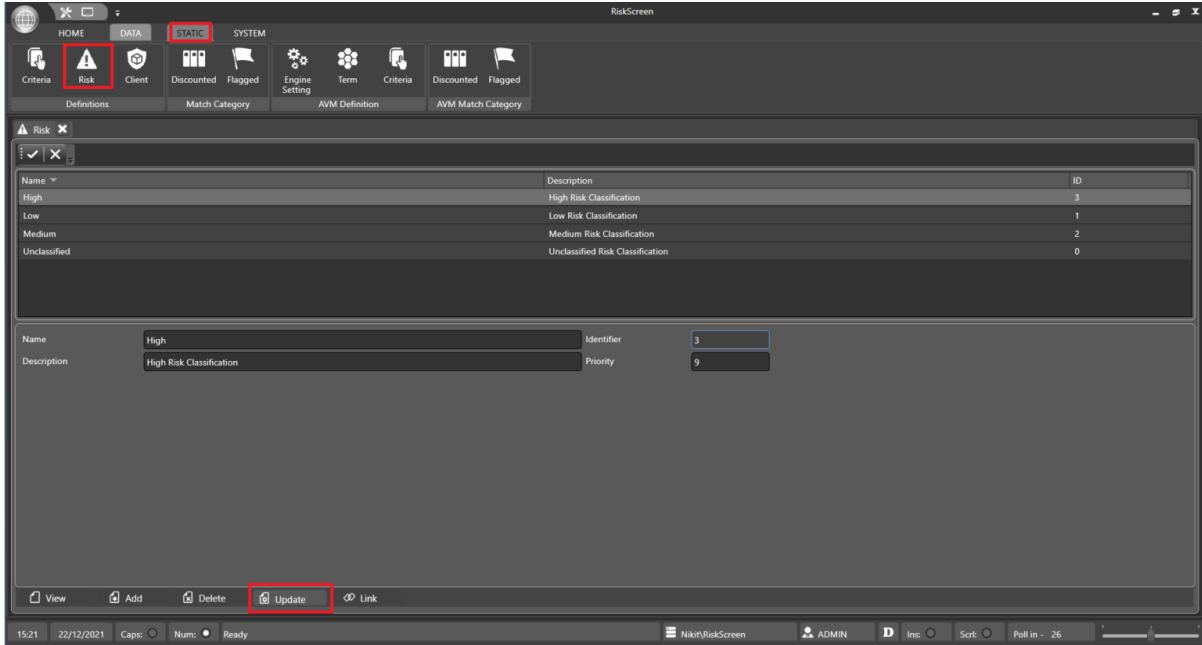 RiskScreen
HOME DATA STATIC SYSTEM
Criteria Risk Client Discounted Flagged Engine Setting Term Criteria Discounted Flagged
Definitions Match Category AVM Definition AVM Match Category
Risk
Name Description ID
High High Risk Classification 3
Low Low Risk Classification 1
Medium Medium Risk Classification 2
Unclassified Unclassified Risk Classification 0
Name High Identifier 3
Description High Risk Classification Priority 9
View Add Delete Update Link
15:21 22/12/2021 Caps: Num: Ready Nikit\RiskScreen ADMIN D Ins: Scrl: Poll in - 26